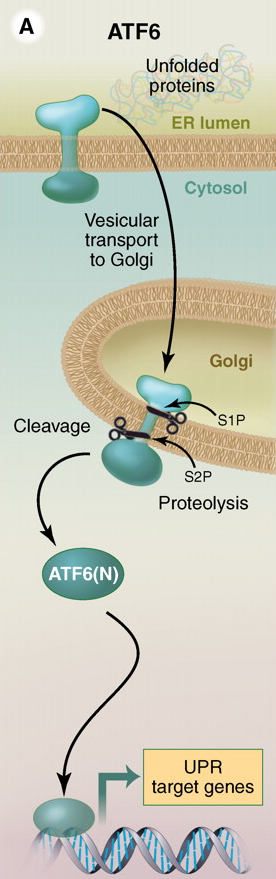 A
ATF6
Unfolded
proteins
ER lumen
Cytosol
Vesicular
transport
to Golgi
Golgi
S1P
Cleavage
S2P
Proteolysis
ATF6(N)
UPR
target genes